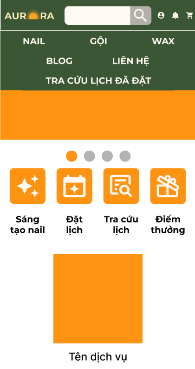 AURORA
NAIL GỘI WAX
BLOG LIÊN HỆ
TRA CỨU LỊCH ĐÃ ĐẶT
Sáng tạo nail
Đặt lịch
Tra cứu lịch
Điểm thưởng
Tên dịch vụ